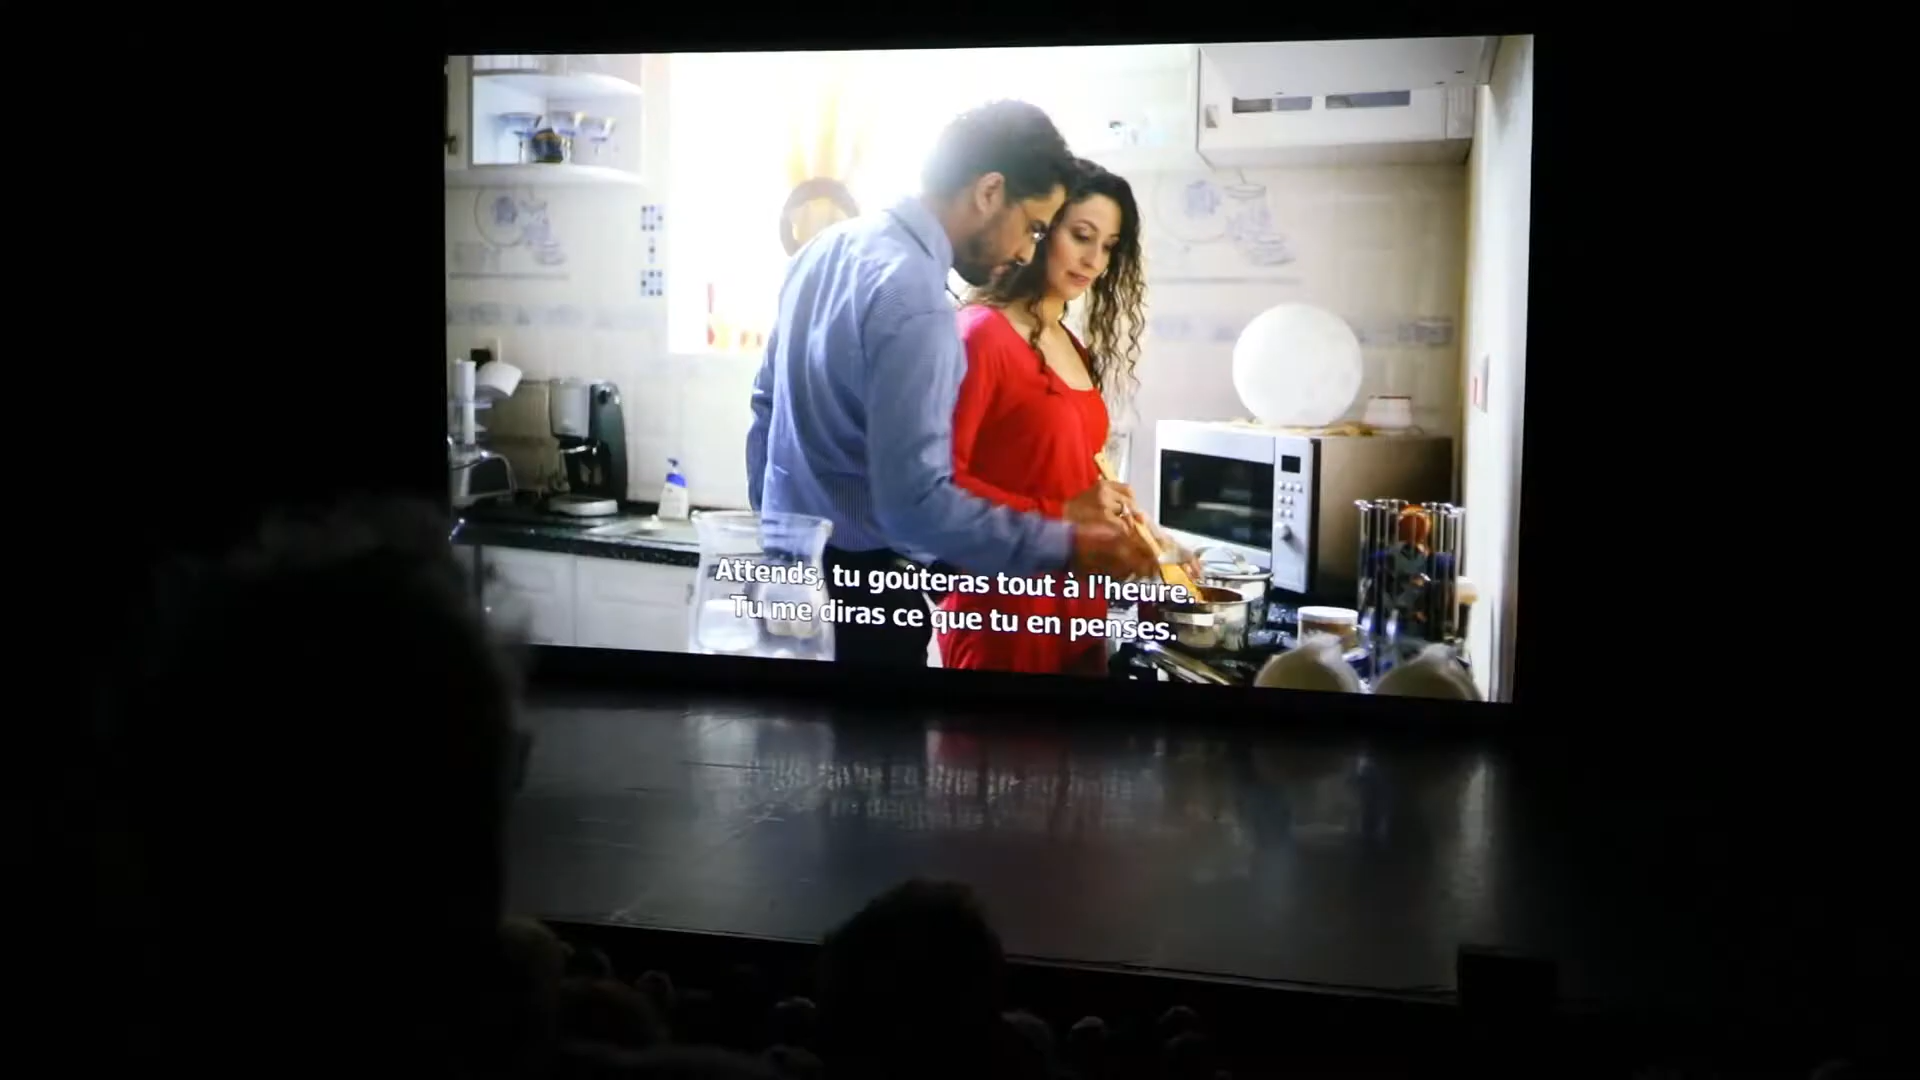 Attends, tu goûteras tout à l'heure.
Tu me diras ce que tu en penses.